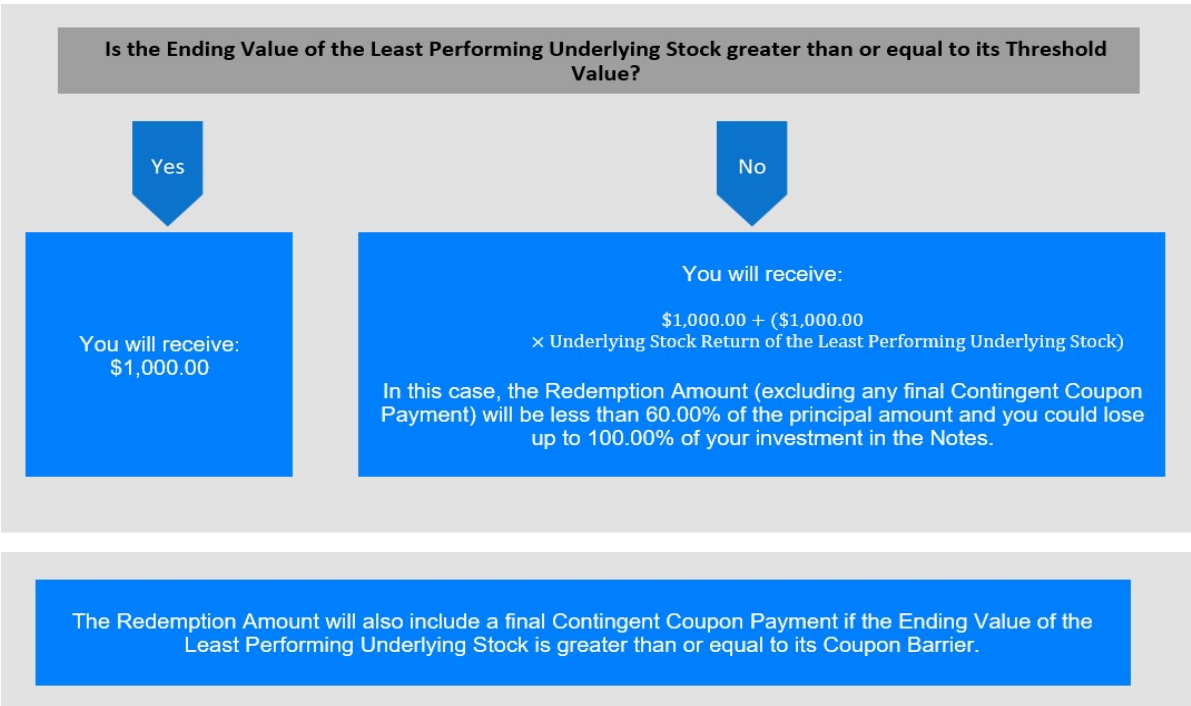 Is the Ending Value of the Least Performing Underlying Stock greater than or equal to its Threshold
Value?
Yes
No
You will receive:
$1,000.00
You will receive:
$1,000.00 + ($1,000.00
× Underlying Stock Return of the Least Performing Underlying Stock)
In this case, the Redemption Amount (excluding any final Contingent Coupon
Payment) will be less than 60.00% of the principal amount and you could lose
up to 100.00% of your investment in the Notes.
The Redemption Amount will also include a final Contingent Coupon Payment if the Ending Value of the
Least Performing Underlying Stock is greater than or equal to its Coupon Barrier.